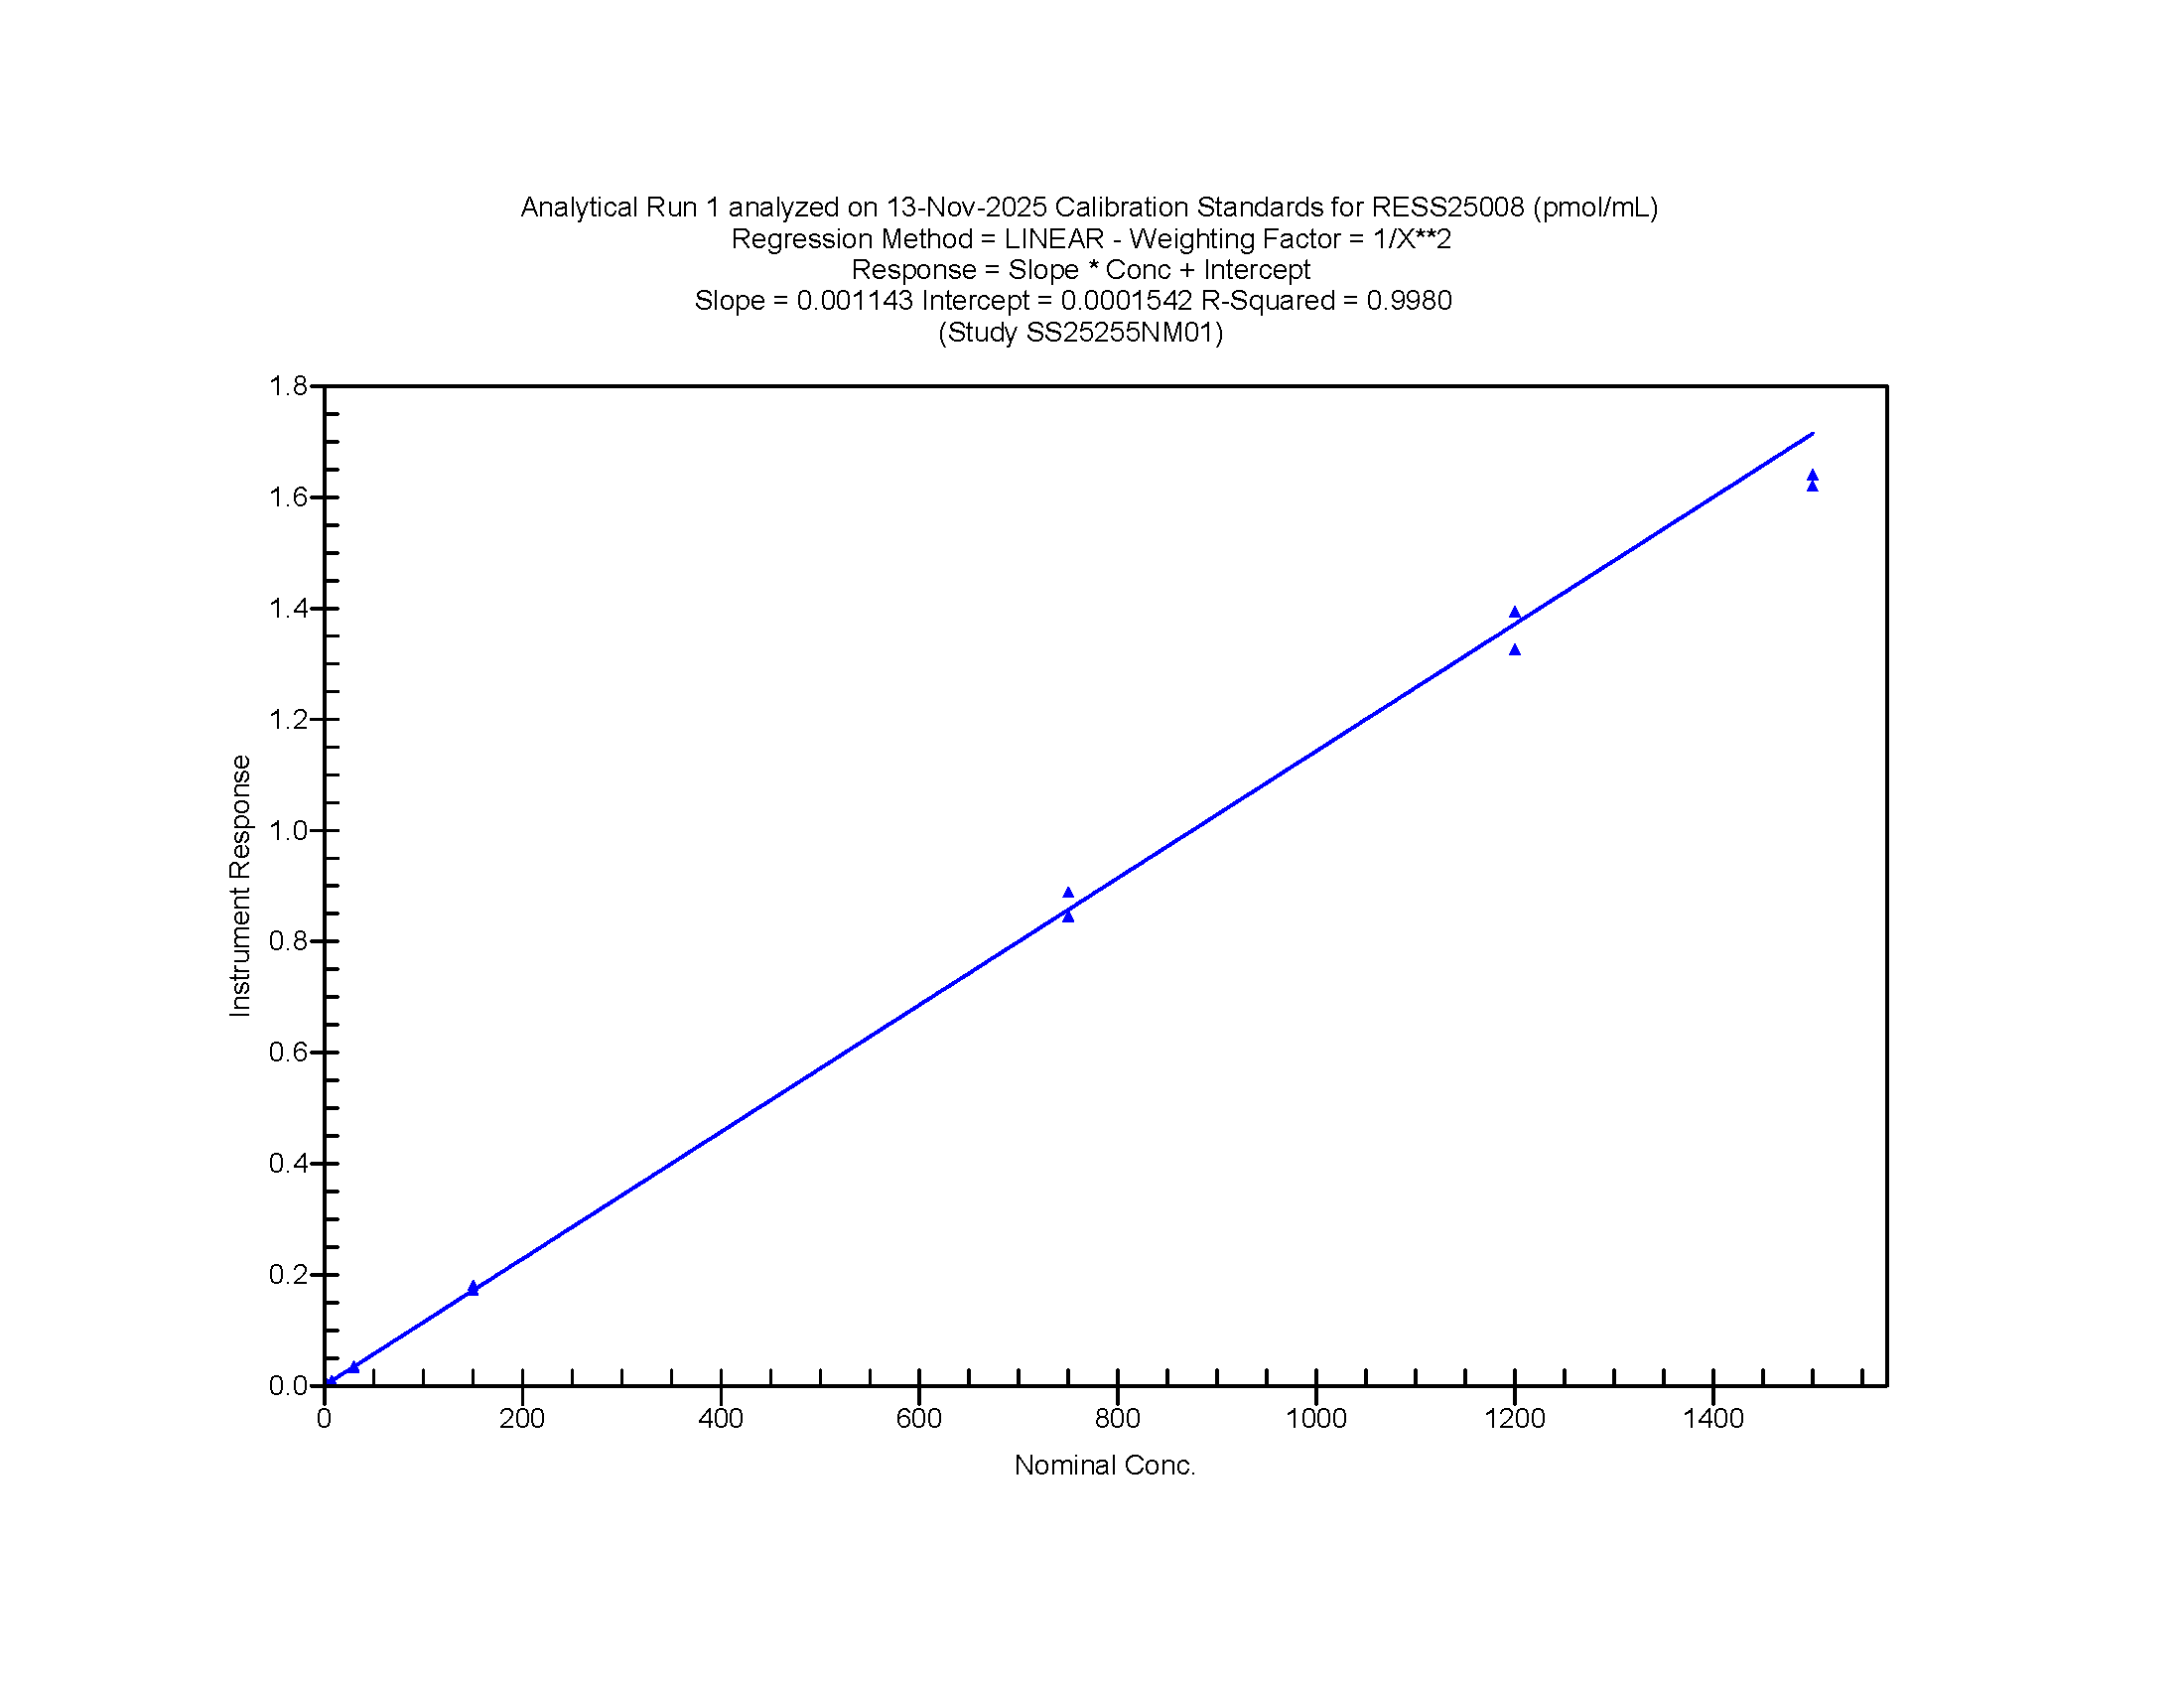 Analytical Run 1 analyzed on 13-Nov-2025 Calibration Standards for RESS25008 (pmol/mL)
Regression Method = LINEAR - Weighting Factor = 1/X**2
Response = Slope * Conc + Intercept
Slope = 0.001143 Intercept = 0.0001542 R-Squared = 0.9980
(Study SS25255NM01)
1.8
1.6
1.4
1.2
1.0
0.8
0.6
0.4
0.2
0.0
Instrument Response
0 200 400 600 800 1000 1200 1400
Nominal Conc.